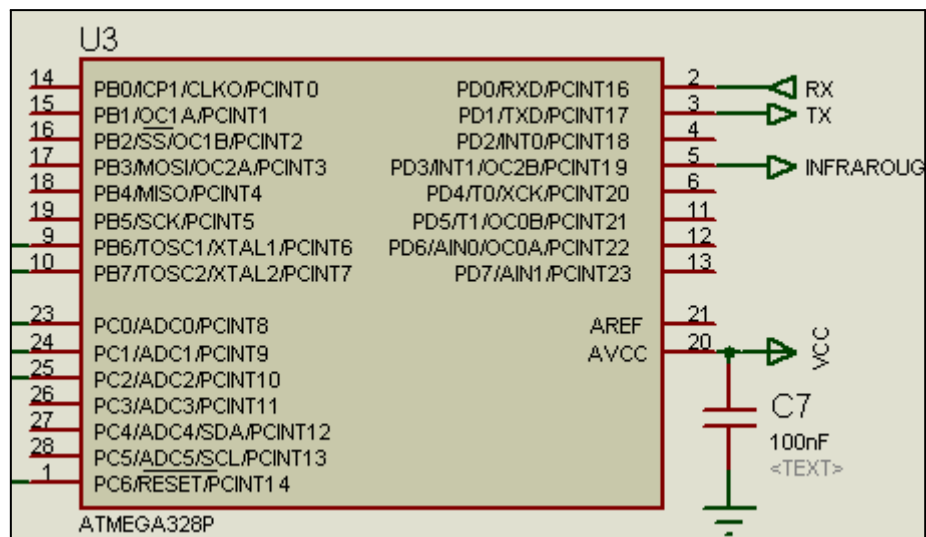 U3
14 PB0/ICP1/CLKO/PCINT0 PD0/RXD/PCINT16 2 RX
15 PB1/OC1A/PCINT1 PD1/TXD/PCINT17 3 TX
16 PB2/SS/OC1B/PCINT2 PD2/INT0/PCINT18 4
17 PB3/MOSI/OC2A/PCINT3 PD3/INT1/OC2B/PCINT19 5 INFRAROUG
18 PB4/MISO/PCINT4 PD4/T0/XCK/PCINT20 6
19 PB5/SCK/PCINT5 PD5/T1/OC0B/PCINT21 11
9 PB6/TOSC1/XTAL1/PCINT6 PD6/AIN0/OC0A/PCINT22 12
10 PB7/TOSC2/XTAL2/PCINT7 PD7/AIN1/PCINT23 13
23 PC0/ADC0/PCINT8 AREF 21
24 PC1/ADC1/PCINT9 AVCC 20 VCC
25 PC2/ADC2/PCINT10
26 PC3/ADC3/PCINT11 C7
27 PC4/ADC4/SDA/PCINT12 100nF
28 PC5/ADC5/SCL/PCINT13 <TEXT>
1 PC6/RESET/PCINT14
ATMEGA328P